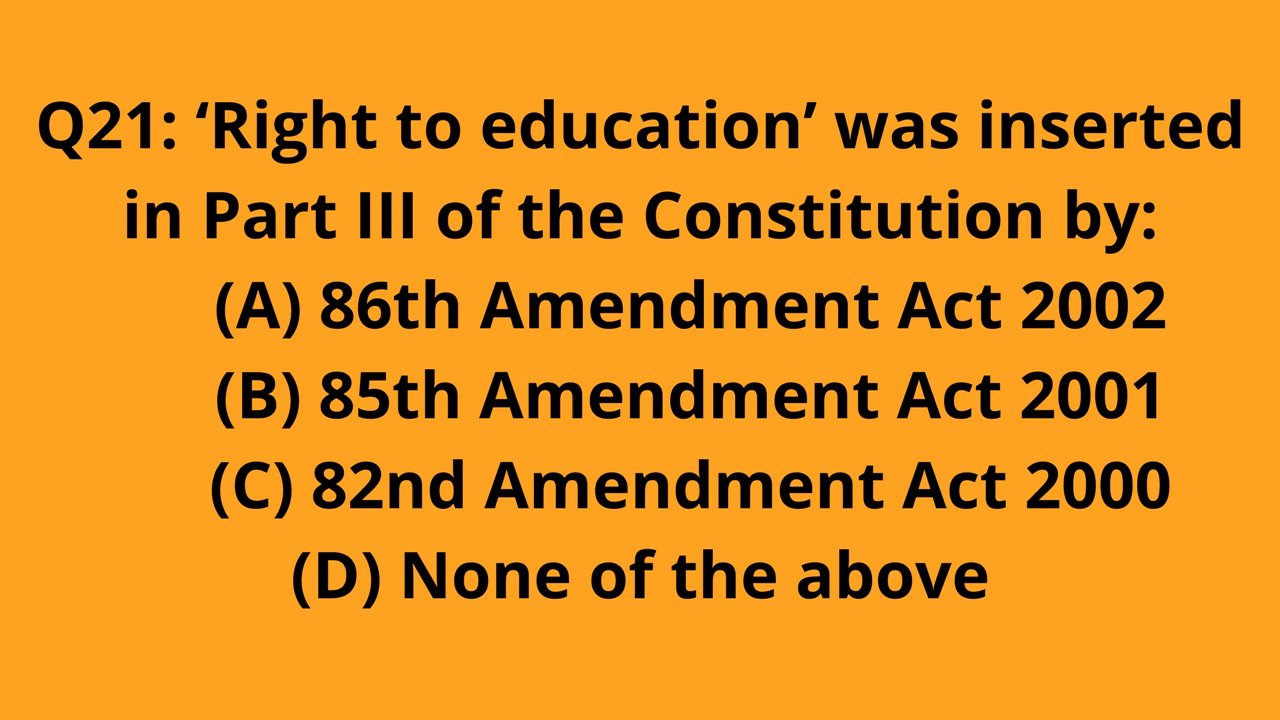 Q21: ‘Right to education’ was inserted
in Part III of the Constitution by:
(A) 86th Amendment Act 2002
(B) 85th Amendment Act 2001
(C) 82nd Amendment Act 2000
(D) None of the above